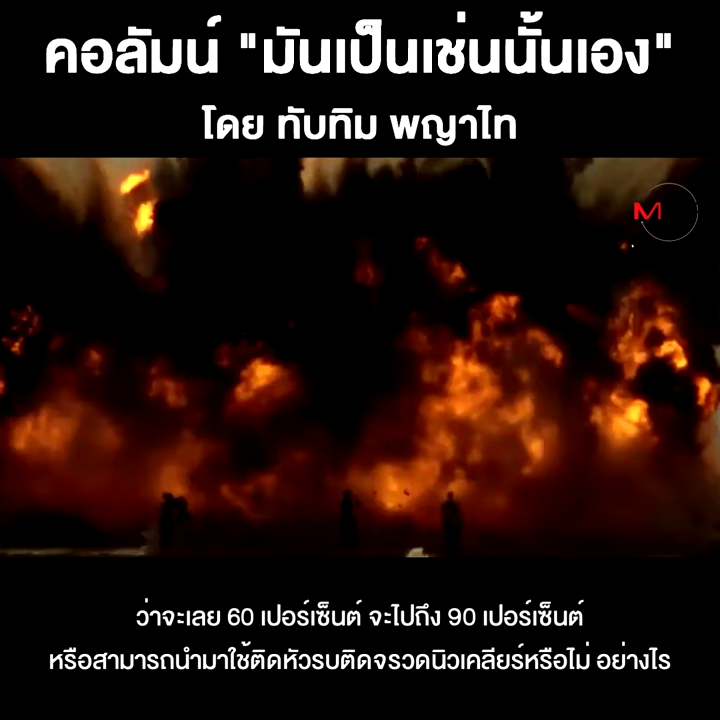 คอลัมน์ "มันเป็นเช่นนั้นเอง"
โดย ทับทิม พญาไท
M
ว่าจะเลย 60 เปอร์เซ็นต์ จะไปถึง 90 เปอร์เซ็นต์
หรือสามารถนำมาใช้ติดหัวรบติดจรวดนิวเคลียร์หรือไม่ อย่างไร